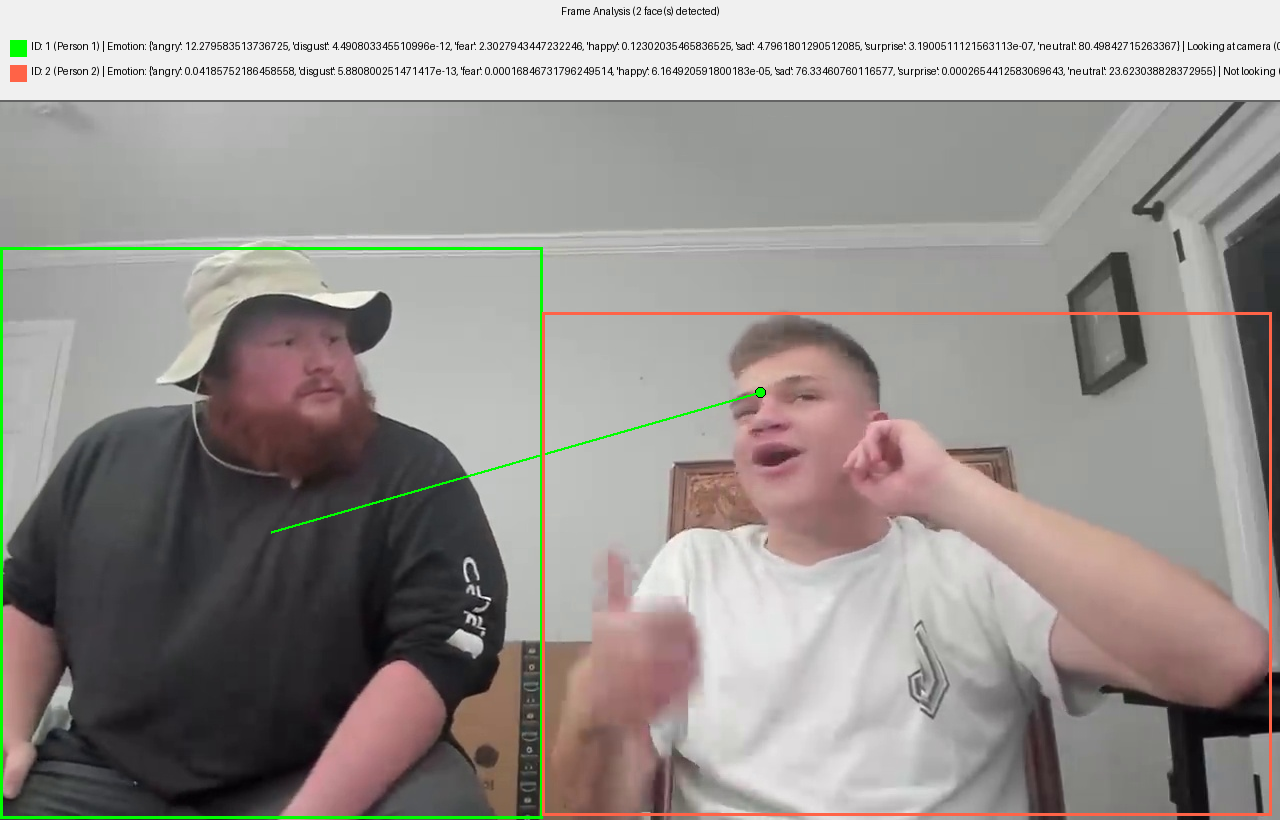 Frame Analysis (2 face(s) detected)
ID: 1 (Person 1) | Emotion: {'angry': 12.279583513736725, 'disgust': 4.490803345510996e-12, 'fear': 2.3027943447232246, 'happy': 0.12302035465836525, 'sad': 4.7961801290512085, 'surprise': 3.1900511121563113e-07, 'neutral': 80.49842715263367} | Looking at camera (0
ID: 2 (Person 2) | Emotion: {'angry': 0.04185752186458558, 'disgust': 5.880800251471417e-13, 'fear': 0.00016846731796249514, 'happy': 6.164920591800183e-05, 'sad': 76.33460760116577, 'surprise': 0.0002654412583069643, 'neutral': 23.623038828372955} | Not looking